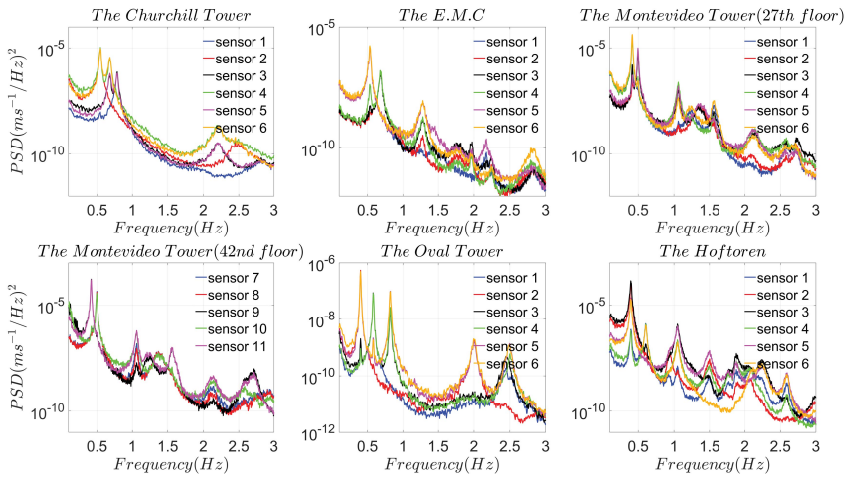 The Churchill Tower
The E.M.C
The Montevideo Tower(27th floor)
PSD(ms⁻¹/Hz)²
10⁻⁵
10⁻¹⁰
sensor 1
sensor 2
sensor 3
sensor 4
sensor 5
sensor 6
0.5 1 1.5 2 2.5 3
Frequency(Hz)
10⁻⁵
10⁻¹⁰
sensor 1
sensor 2
sensor 3
sensor 4
sensor 5
sensor 6
0.5 1 1.5 2 2.5 3
Frequency(Hz)
10⁻⁵
10⁻¹⁰
sensor 1
sensor 2
sensor 3
sensor 4
sensor 5
sensor 6
0.5 1 1.5 2 2.5 3
Frequency(Hz)
The Montevideo Tower(42nd floor)
The Oval Tower
The Hoftoren
PSD(ms⁻¹/Hz)²
10⁻⁵
10⁻¹⁰
sensor 7
sensor 8
sensor 9
sensor 10
sensor 11
0.5 1 1.5 2 2.5 3
Frequency(Hz)
10⁻⁶
10⁻⁸
10⁻¹⁰
10⁻¹²
sensor 1
sensor 2
sensor 3
sensor 4
sensor 5
sensor 6
0.5 1 1.5 2 2.5 3
Frequency(Hz)
10⁻⁵
10⁻¹⁰
sensor 1
sensor 2
sensor 3
sensor 4
sensor 5
sensor 6
0.5 1 1.5 2 2.5 3
Frequency(Hz)